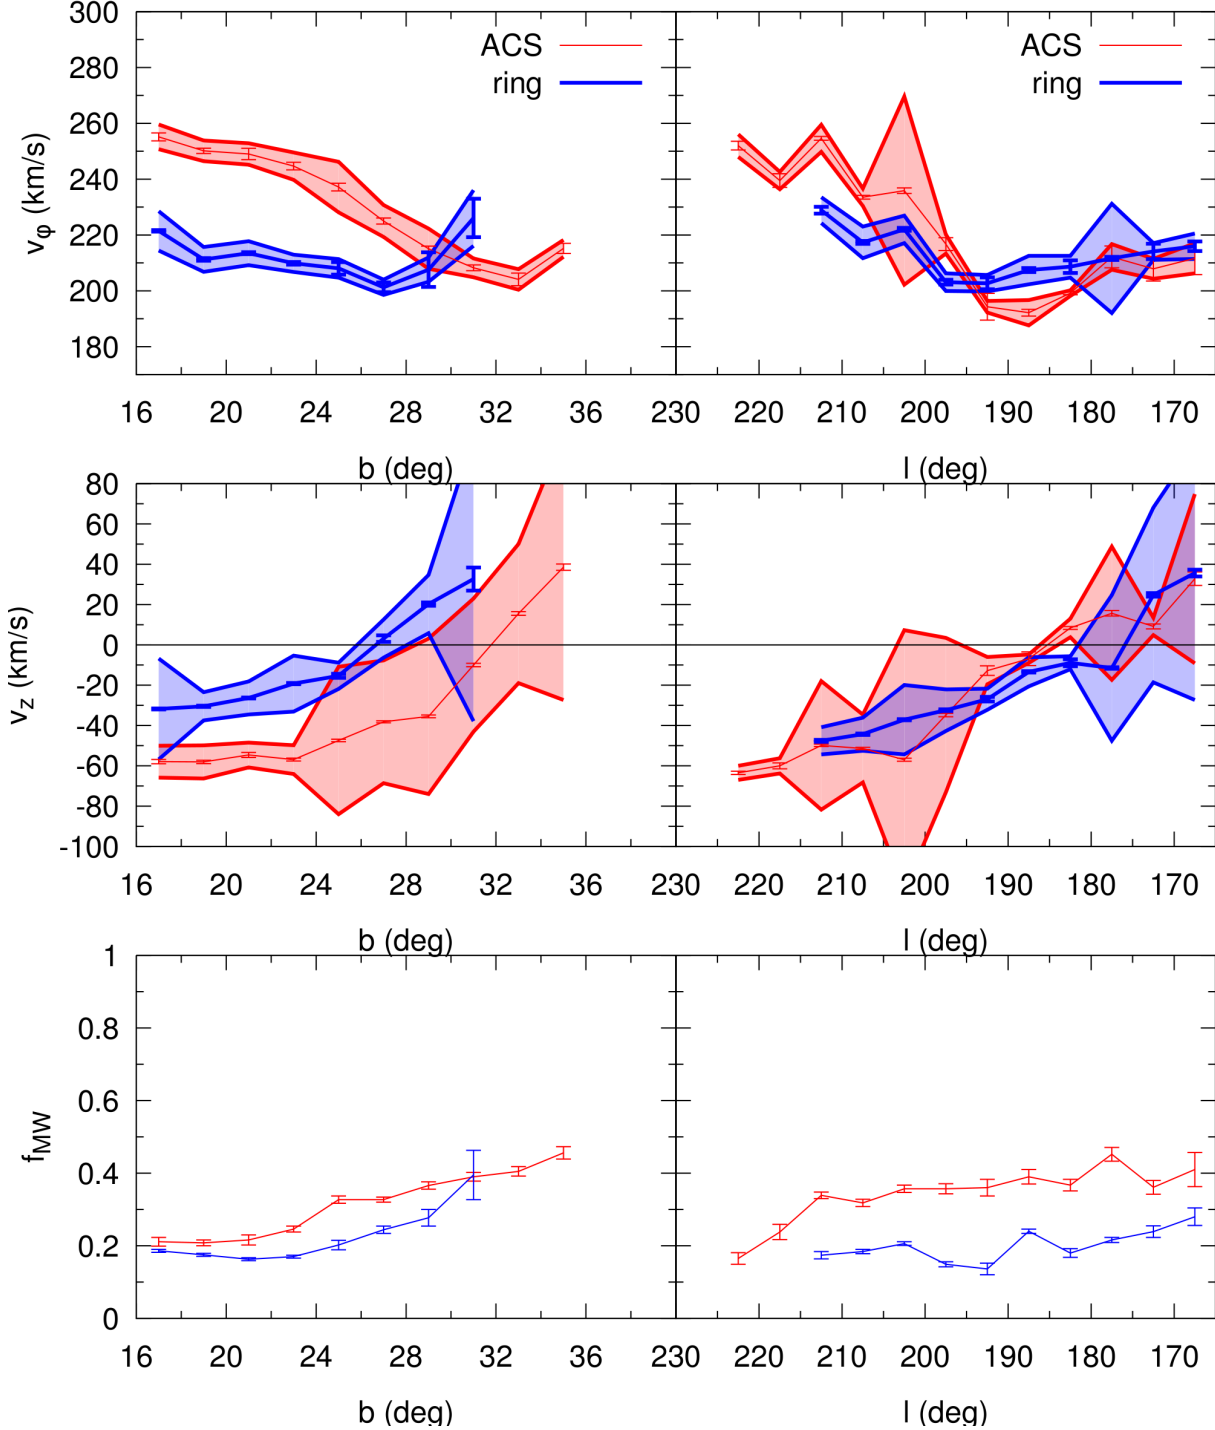 300
280
260
240
220
200
180
v_φ (km/s)
ACS
ring
ACS
ring
16 20 24 28 32 36 230 220 210 200 190 180 170
b (deg) l (deg)
80
60
40
20
0
-20
-40
-60
-80
-100
v_z (km/s)
16 20 24 28 32 36 230 220 210 200 190 180 170
b (deg) l (deg)
1
0.8
0.6
0.4
0.2
0
f_MW
16 20 24 28 32 36 230 220 210 200 190 180 170
b (deg) l (deg)